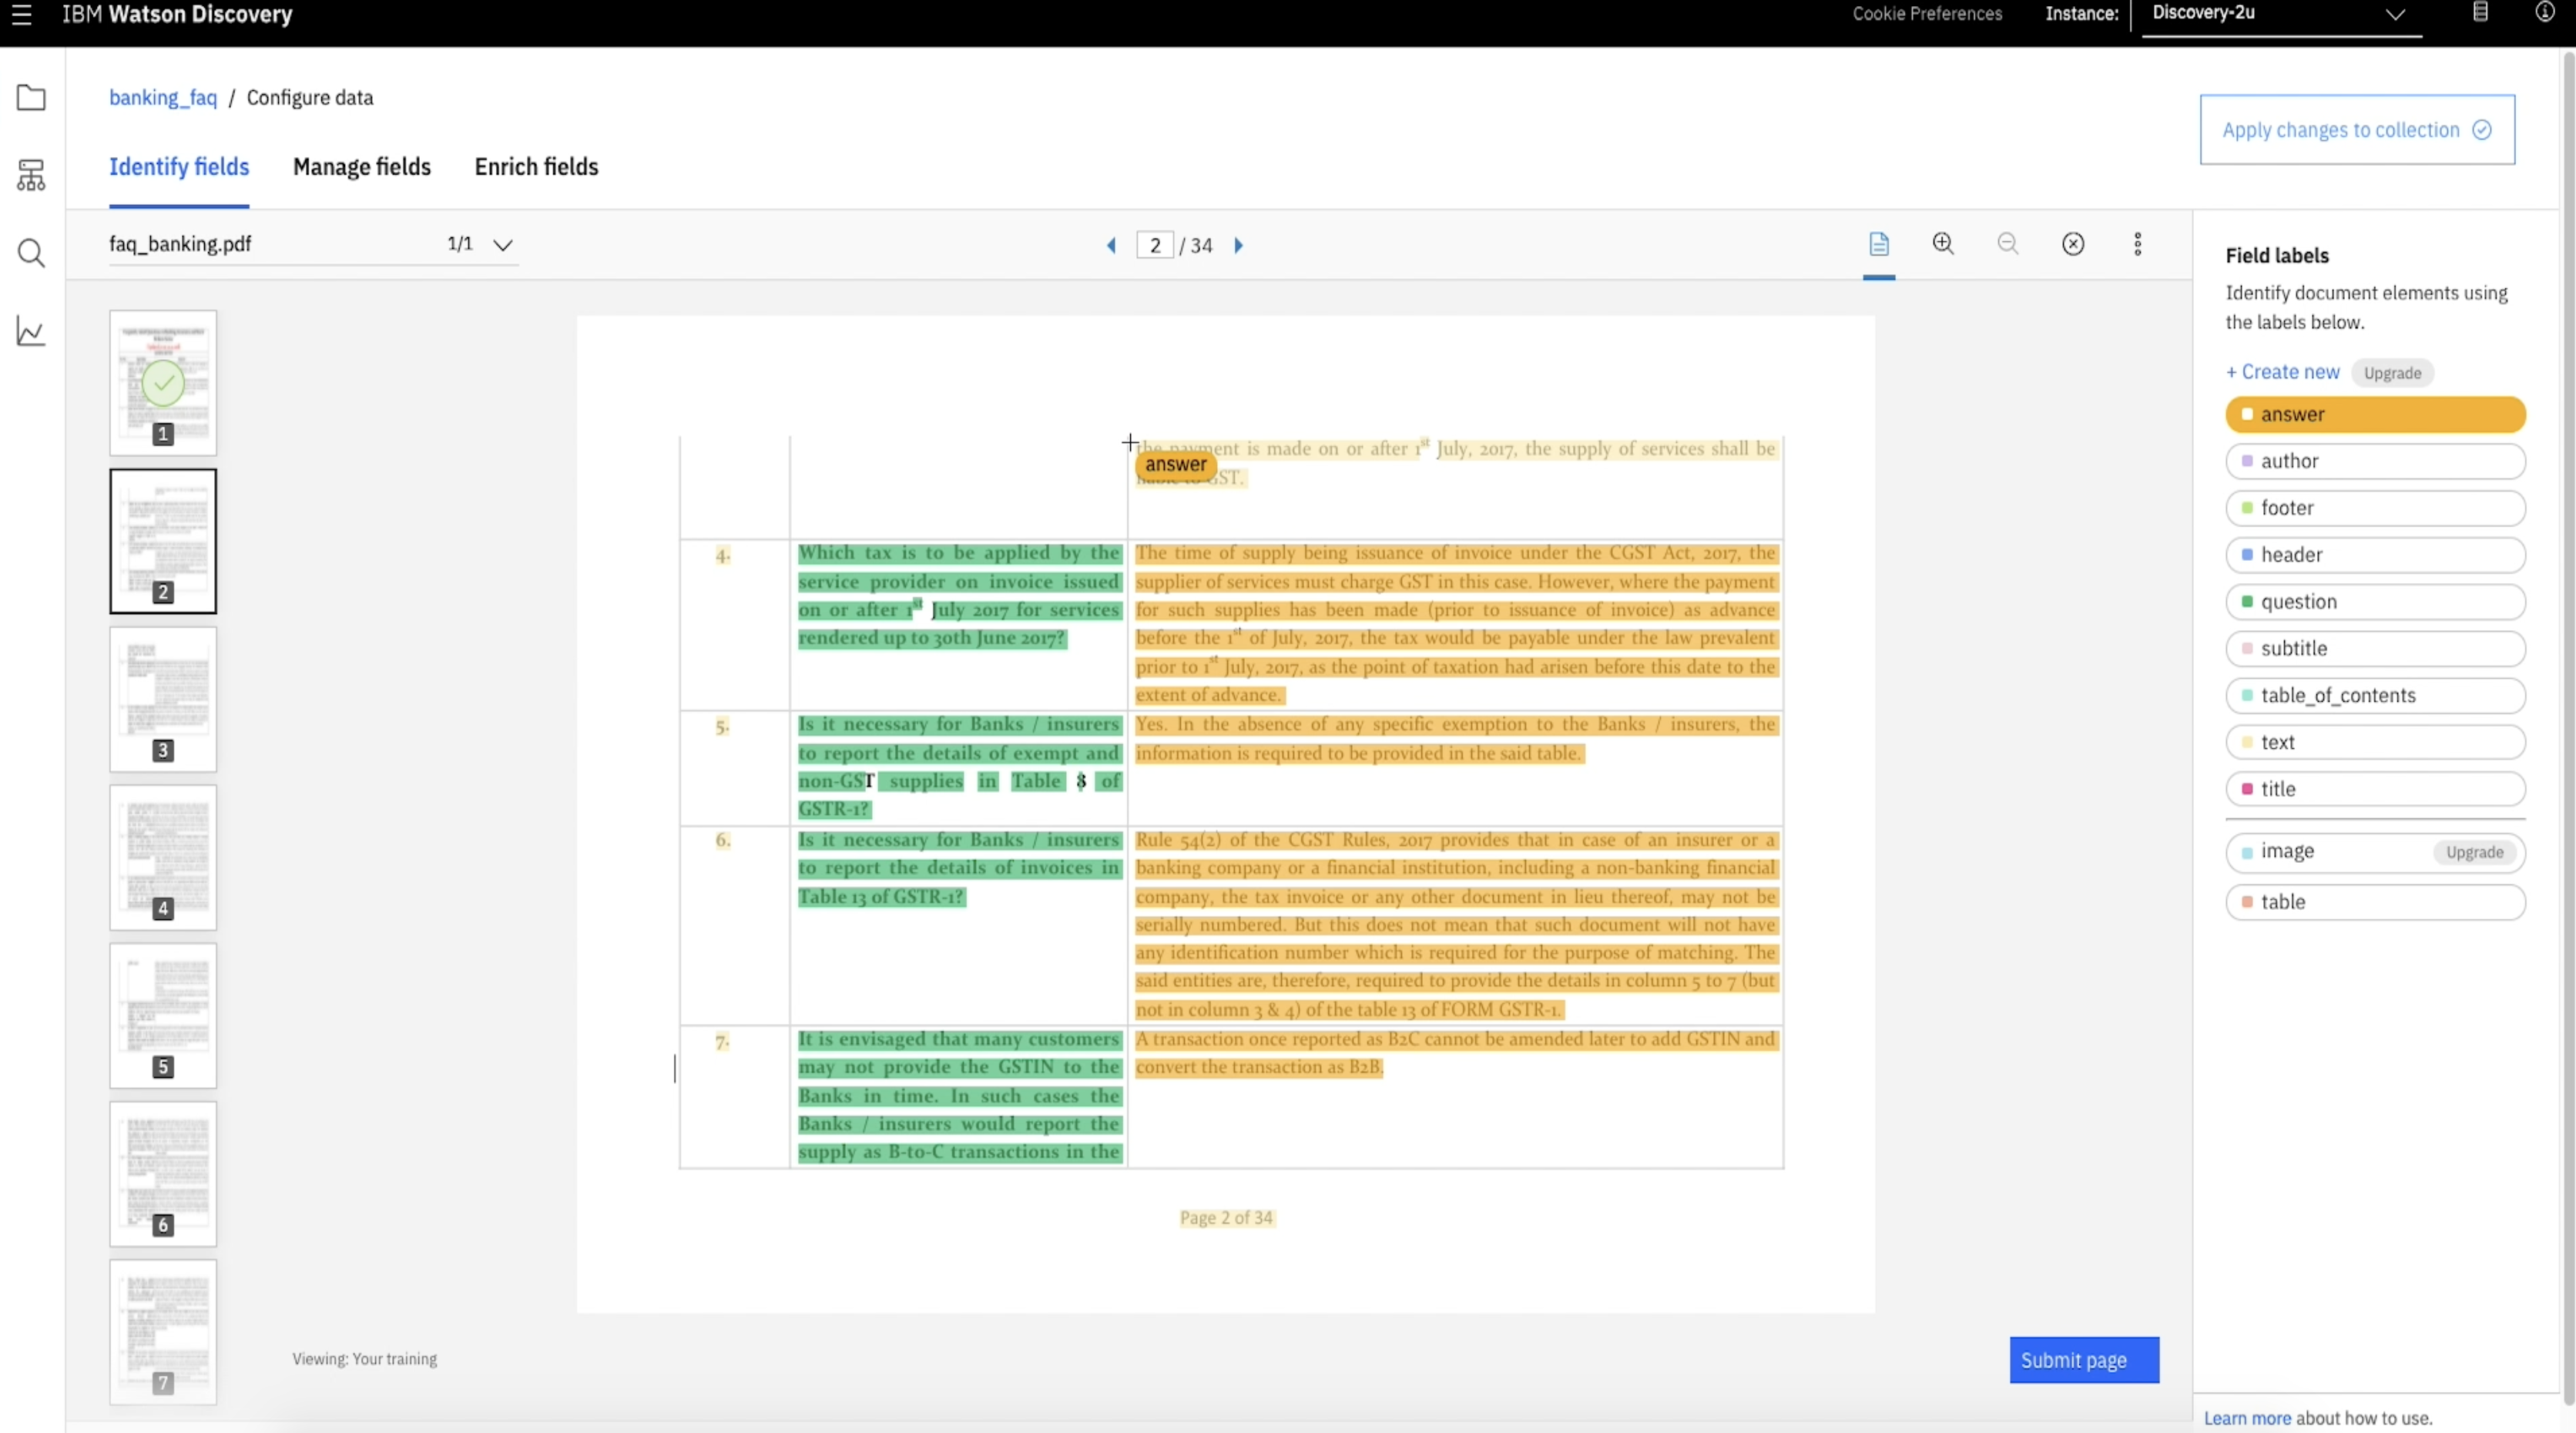 IBM Watson Discovery
Cookie Preferences
Instance:
Discovery-2u
banking_faq / Configure data
Apply changes to collection
Identify fields
Manage fields
Enrich fields
faq_banking.pdf
1/1
2 / 34
1
2
3
4
5
6
7
the payment is made on or after 1st July, 2017, the supply of services shall be
answer
GST.
4.
Which tax is to be applied by the
service provider on invoice issued
on or after 1st July 2017 for services
rendered up to 30th June 2017?
The time of supply being issuance of invoice under the CGST Act, 2017, the
supplier of services must charge GST in this case. However, where the payment
for such supplies has been made (prior to issuance of invoice) as advance
before the 1st of July, 2017, the tax would be payable under the law prevalent
prior to 1st July, 2017, as the point of taxation had arisen before this date to the
extent of advance.
5.
Is it necessary for Banks / insurers
to report the details of exempt and
non-GST supplies in Table 8 of
GSTR-1?
Yes. In the absence of any specific exemption to the Banks / insurers, the
information is required to be provided in the said table.
6.
Is it necessary for Banks / insurers
to report the details of invoices in
Table 13 of GSTR-1?
Rule 54(2) of the CGST Rules, 2017 provides that in case of an insurer or a
banking company or a financial institution, including a non-banking financial
company, the tax invoice or any other document in lieu thereof, may not be
serially numbered. But this does not mean that such document will not have
any identification number which is required for the purpose of matching. The
said entities are, therefore, required to provide the details in column 5 to 7 (but
not in column 3 & 4) of the table 13 of FORM GSTR-1.
7.
It is envisaged that many customers
may not provide the GSTIN to the
Banks in time. In such cases the
Banks / insurers would report the
supply as B-to-C transactions in the
A transaction once reported as B2C cannot be amended later to add GSTIN and
convert the transaction as B2B.
Page 2 of 34
Viewing: Your training
Submit page
Field labels
Identify document elements using
the labels below.
+ Create new
Upgrade
answer
author
footer
header
question
subtitle
table_of_contents
text
title
image
Upgrade
table
Learn more about how to use.